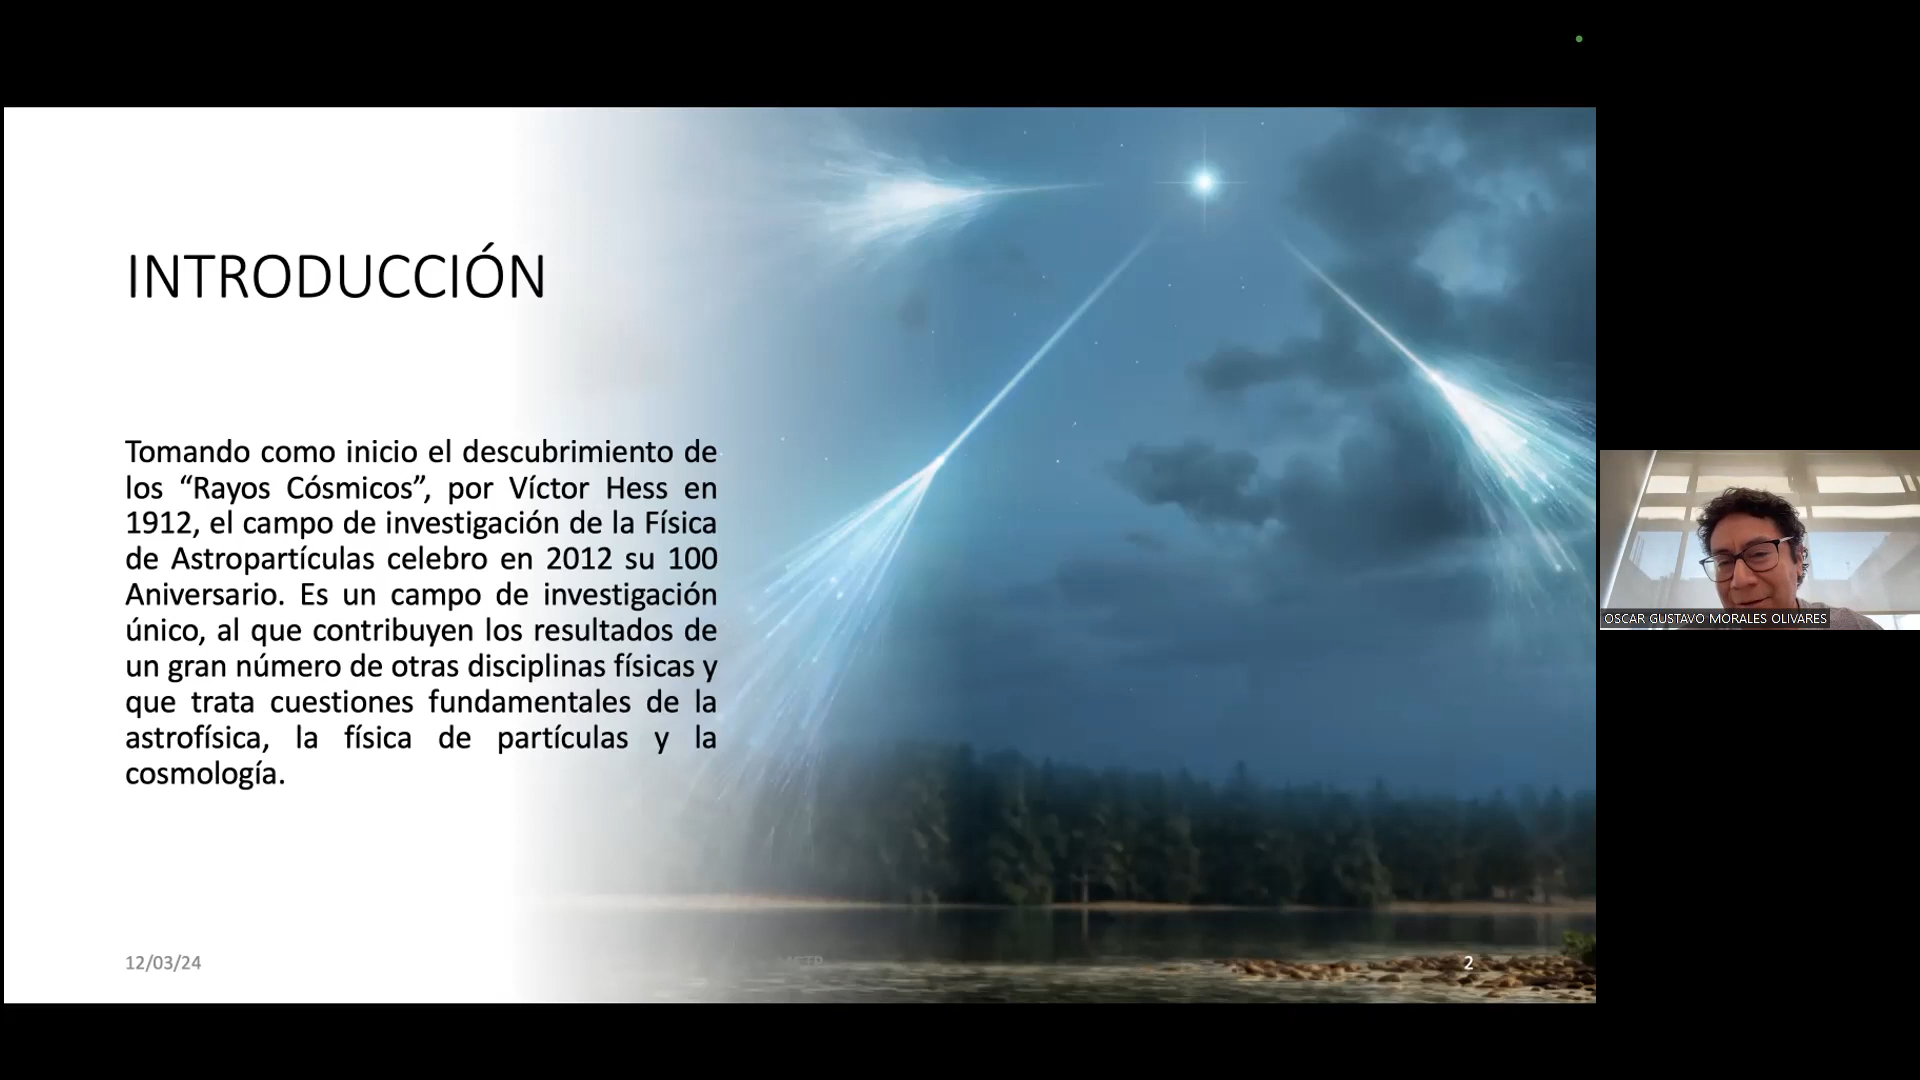 INTRODUCCIÓN
Tomando como inicio el descubrimiento de
los “Rayos Cósmicos”, por Víctor Hess en
1912, el campo de investigación de la Física
de Astropartículas celebro en 2012 su 100
Aniversario. Es un campo de investigación
único, al que contribuyen los resultados de
un gran número de otras disciplinas físicas y
que trata cuestiones fundamentales de la
astrofísica, la física de partículas y la
cosmología.
12/03/24
2
OSCAR GUSTAVO MORALES OLIVARES